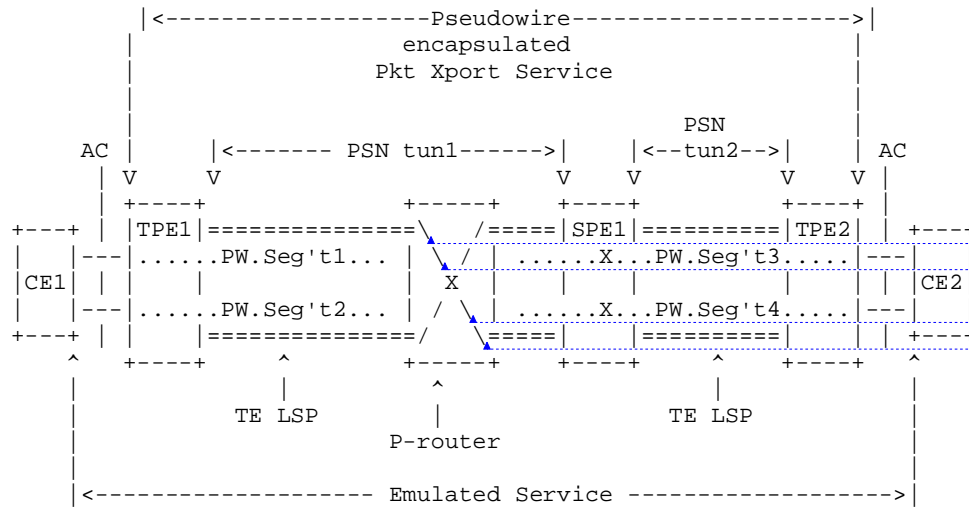 |<--------------------Pseudowire----------------------->|
encapsulated
Pkt Xport Service
PSN
AC |<------- PSN tun1------->| |<--tun2--->| AC
V V V V V V
TPE1 SPE1 TPE2
......PW.Seg't1... ......X...PW.Seg't3.....
CE1 X CE2
......PW.Seg't2... ......X...PW.Seg't4.....
TE LSP TE LSP
P-router
|<---------------------- Emulated Service ------------------->|